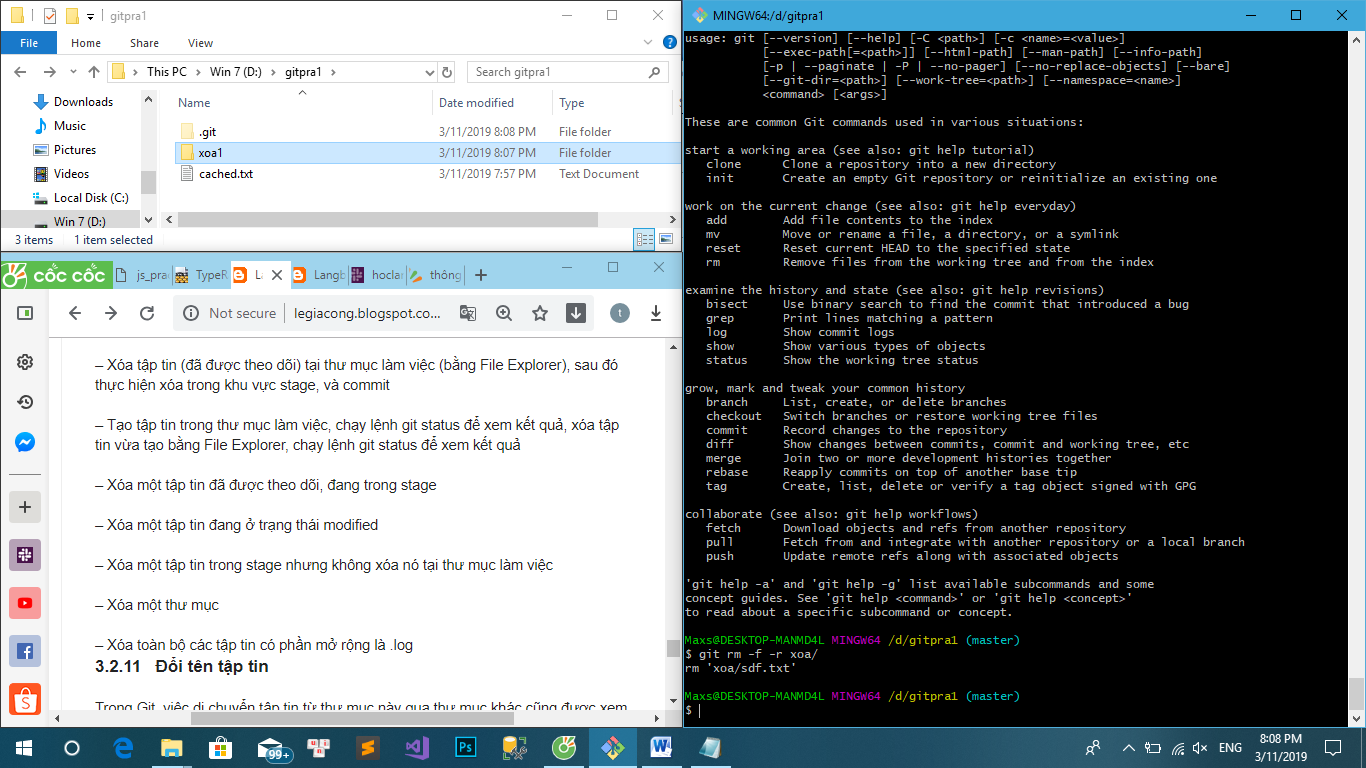 gitpra1
File Home Share View
This PC Win 7 (D:) gitpra1
Search gitpra1
Downloads
Music
Pictures
Videos
Local Disk (C:)
Win 7 (D:)
Name Date modified Type
.git 3/11/2019 8:08 PM File folder
xoa1 3/11/2019 8:07 PM File folder
cached.txt 3/11/2019 7:57 PM Text Document
3 items 1 item selected
CỐC CỐC
js_pra TypeR L Langb hoclar thông
Not secure legiacong.blogspot.co...
t
– Xóa tập tin (đã được theo dõi) tại thư mục làm việc (bằng File Explorer), sau đó
thực hiện xóa trong khu vực stage, và commit
– Tạo tập tin trong thư mục làm việc, chạy lệnh git status để xem kết quả, xóa tập
tin vừa tạo bằng File Explorer, chạy lệnh git status để xem kết quả
– Xóa một tập tin đã được theo dõi, đang trong stage
– Xóa một tập tin đang ở trạng thái modified
– Xóa một tập tin trong stage nhưng không xóa nó tại thư mục làm việc
– Xóa một thư mục
– Xóa toàn bộ các tập tin có phần mở rộng là .log
3.2.11 Đổi tên tập tin
Trong Git, việc di chuyển tập tin từ thư mục này qua thư mục khác cũng được xem
MINGW64:/d/gitpra1
usage: git [--version] [--help] [-C <path>] [-c <name>=<value>]
[--exec-path[=<path>]] [--html-path] [--man-path] [--info-path]
[-p | --paginate | -P | --no-pager] [--no-replace-objects] [--bare]
[--git-dir=<path>] [--work-tree=<path>] [--namespace=<name>]
<command> [<args>]
These are common Git commands used in various situations:
start a working area (see also: git help tutorial)
clone Clone a repository into a new directory
init Create an empty Git repository or reinitialize an existing one
work on the current change (see also: git help everyday)
add Add file contents to the index
mv Move or rename a file, a directory, or a symlink
reset Reset current HEAD to the specified state
rm Remove files from the working tree and from the index
examine the history and state (see also: git help revisions)
bisect Use binary search to find the commit that introduced a bug
grep Print lines matching a pattern
log Show commit logs
show Show various types of objects
status Show the working tree status
grow, mark and tweak your common history
branch List, create, or delete branches
checkout Switch branches or restore working tree files
commit Record changes to the repository
diff Show changes between commits, commit and working tree, etc
merge Join two or more development histories together
rebase Reapply commits on top of another base tip
tag Create, list, delete or verify a tag object signed with GPG
collaborate (see also: git help workflows)
fetch Download objects and refs from another repository
pull Fetch from and integrate with another repository or a local branch
push Update remote refs along with associated objects
'git help -a' and 'git help -g' list available subcommands and some
concept guides. See 'git help <command>' or 'git help <concept>'
to read about a specific subcommand or concept.
Maxs@DESKTOP-MANMD4L MINGW64 /d/gitpra1 (master)
$ git rm -f -r xoa/
rm 'xoa/sdf.txt'
Maxs@DESKTOP-MANMD4L MINGW64 /d/gitpra1 (master)
$
99+
Ps
ENG
8:08 PM
3/11/2019